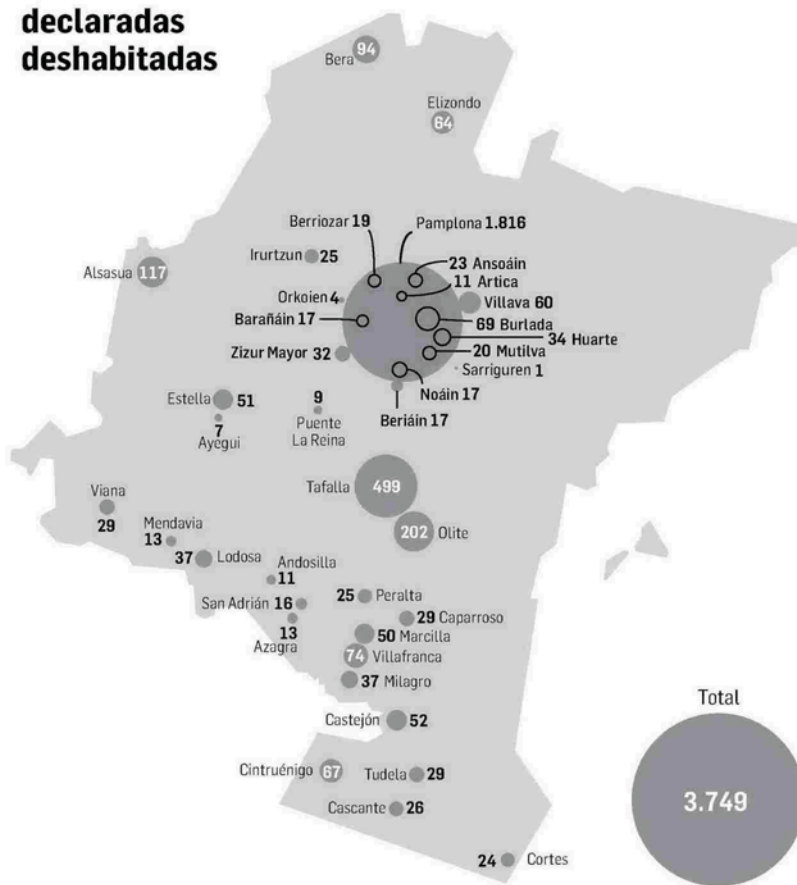 declaradas
deshabitadas
94
Bera
Elizondo
64
Berriozar 19
Pamplona 1.816
Irurtzun 25
23 Ansoáin
Alsasua 117
11 Artica
Orkoien 4
Villava 60
Barañáin 17
69 Burlada
34 Huarte
Zizur Mayor 32
20 Mutilva
Sarriguren 1
Noáin 17
Beriáin 17
Estella 51
9
Puente
La Reina
7
Ayegui
Tafalla 499
202 Olite
Viana
29
Mendavia
13
37 Lodosa
Andosilla
11
San Adrián 16
25 Peralta
13
Azagra
29 Caparroso
50 Marcilla
74 Villafranca
37 Milagro
Castejón 52
Cintruénigo 67
Tudela 29
Cascante 26
24 Cortes
Total
3.749